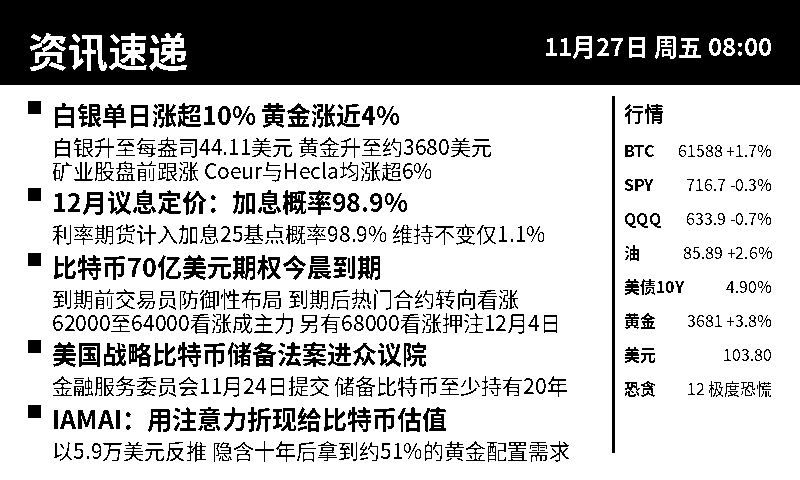 资讯速递
11月27日 周五 08:00
白银单日涨超10% 黄金涨近4%
白银升至每盎司44.11美元 黄金升至约3680美元
矿业股盘前跟涨 Coeur与Hecla均涨超6%
12月议息定价：加息概率98.9%
利率期货计入加息25基点概率98.9% 维持不变仅1.1%
比特币70亿美元期权今晨到期
到期前交易员防御性布局 到期后热门合约转向看涨
62000至64000看涨成主力 另有68000看涨押注12月4日
美国战略比特币储备法案进众议院
金融服务委员会11月24日提交 储备比特币至少持有20年
IAMAI：用注意力折现给比特币估值
以5.9万美元反推 隐含十年后拿到约51%的黄金配置需求
行情
BTC 61588 +1.7%
SPY 716.7 -0.3%
QQQ 633.9 -0.7%
油 85.89 +2.6%
美债10Y 4.90%
黄金 3681 +3.8%
美元 103.80
恐贪 12 极度恐慌